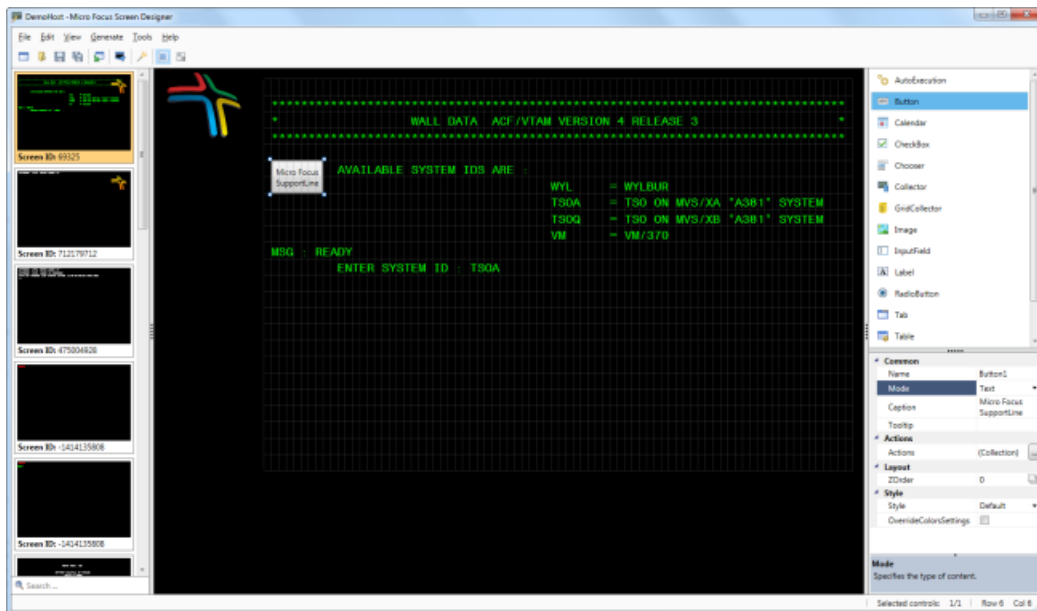 DemoHost - Micro Focus Screen Designer
File Edit View Generate Tools Help
Screen ID: 69325
Screen ID: 712179712
Screen ID: 475004928
Screen ID: -1414135808
Screen ID: -1414135808
Search...
********************************************************************************
* WALL DATA ACF/VTAM VERSION 4 RELEASE 3 *
********************************************************************************
Micro Focus
SupportLine
AVAILABLE SYSTEM IDS ARE :
WYL = WYLBUR
TSOA = TSO ON MVS/XA "A381" SYSTEM
TSOQ = TSO ON MVS/XB "A381" SYSTEM
VM = VM/370
MSG : READY
ENTER SYSTEM ID : TSOA
AutoExecution
Button
Calendar
CheckBox
Chooser
Collector
GridCollector
Image
InputField
Label
RadioButton
Tab
Table
Common
Name Button1
Mode Text
Caption Micro Focus
SupportLine
Tooltip
Actions
Actions (Collection) ...
Layout
ZOrder 0
Style
Style Default
OverrideColorsSettings
Mode
Specifies the type of content.
Selected controls: 1/1 Row 6 Col 6